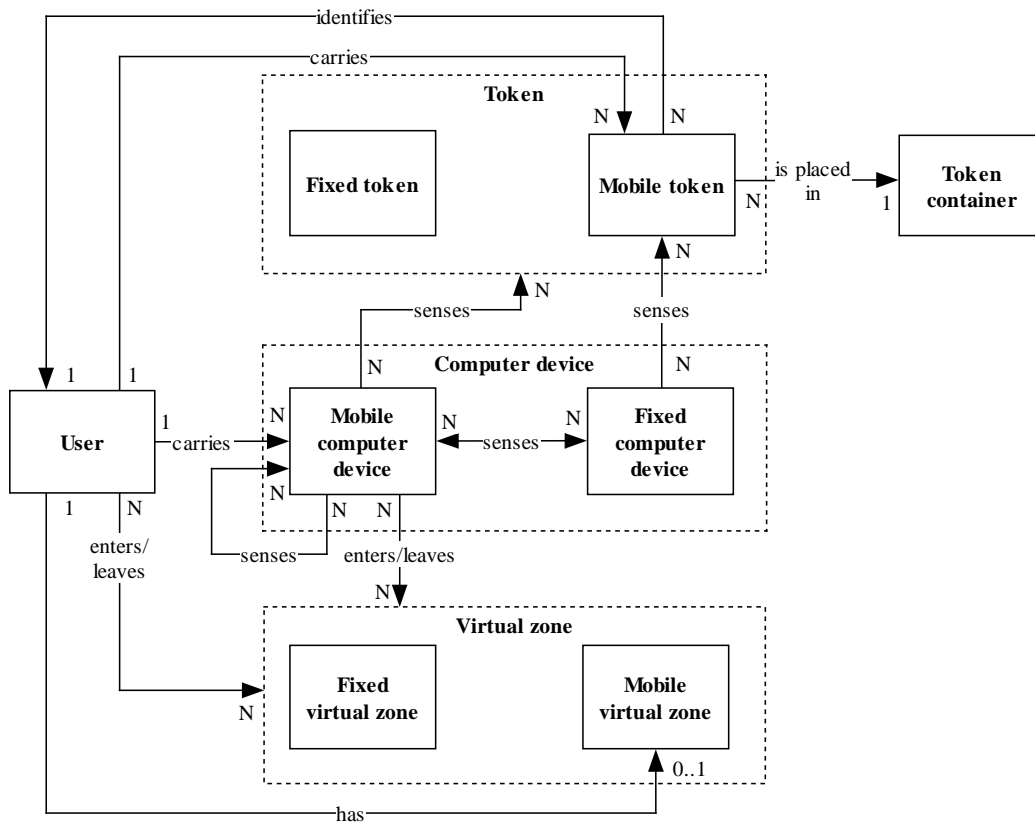 identifies
carries
Token
N
N
Fixed token
Mobile token
is placed
in
N
1
Token
container
N
N
senses
senses
N
N
Computer device
1
1
1
User
carries
N
Mobile
computer
device
N
senses
N
Fixed
computer
device
N
1
N
N
N
enters/
leaves
senses
enters/leaves
N
Virtual zone
Fixed
virtual zone
Mobile
virtual zone
N
0..1
has